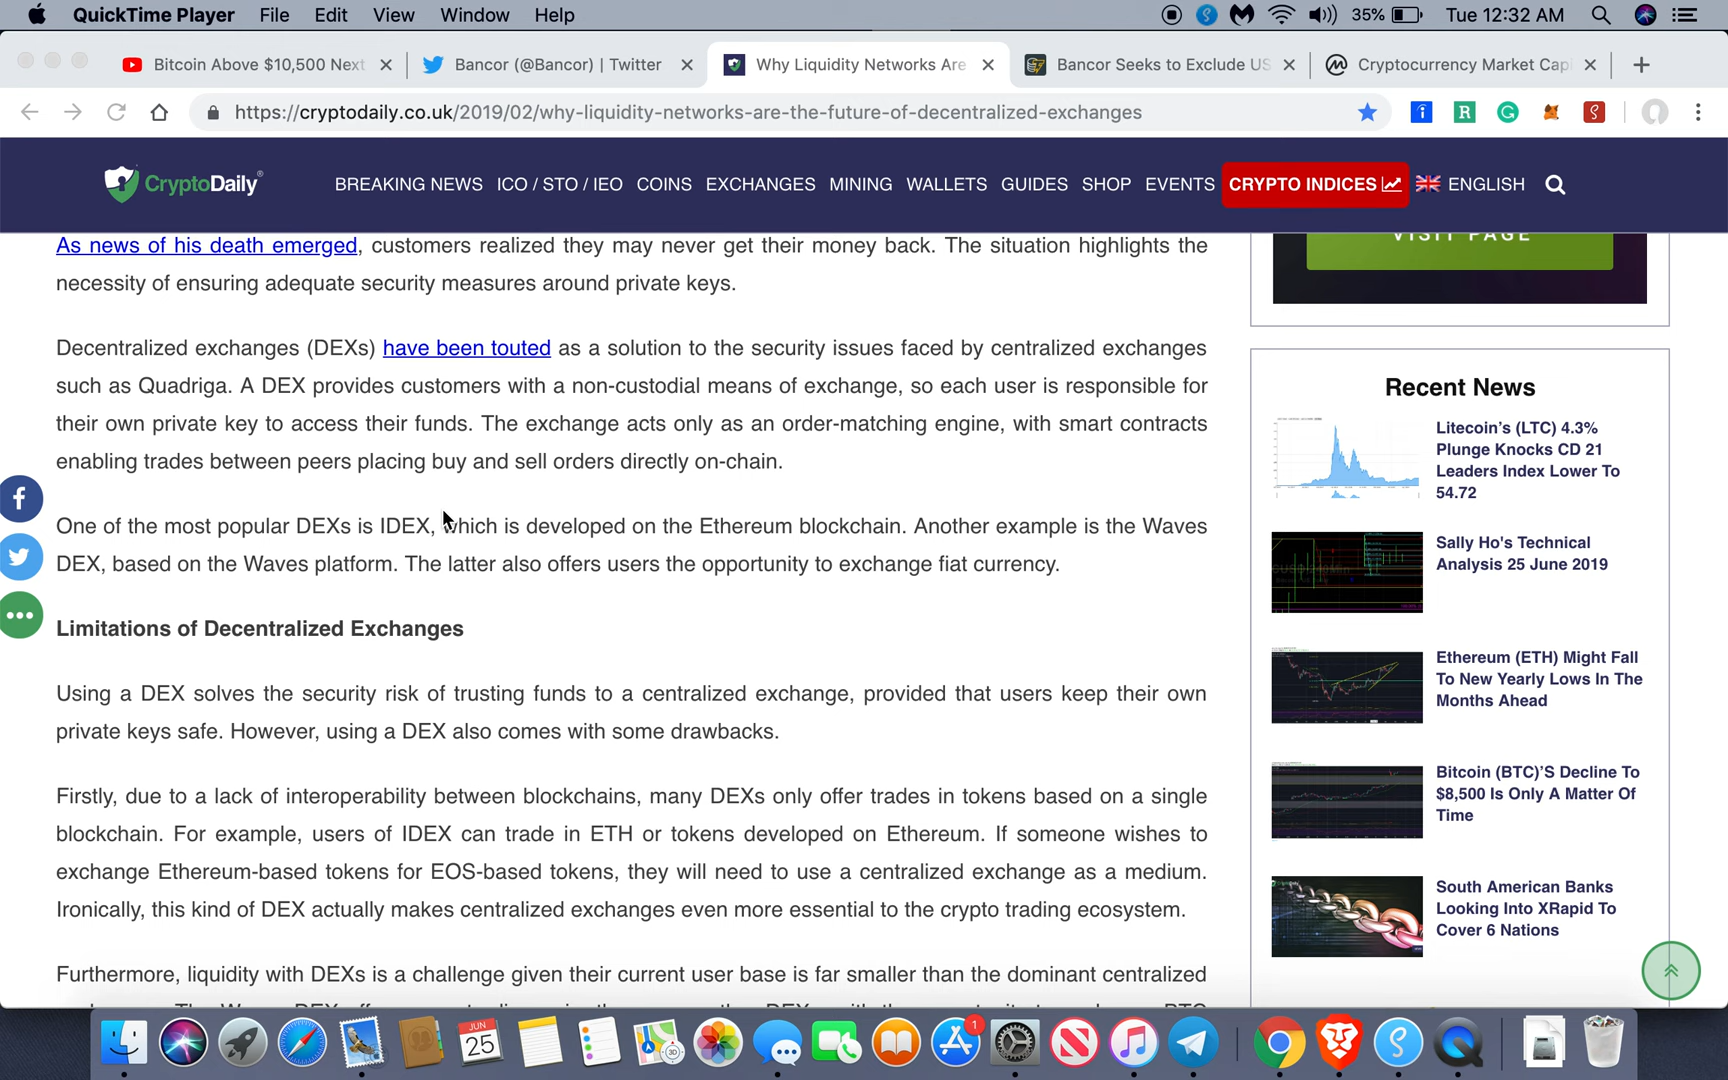 QuickTime Player File Edit View Window Help 35% Tue 12:32 AM
Bitcoin Above $10,500 Next Bancor (@Bancor) | Twitter Why Liquidity Networks Are Bancor Seeks to Exclude US Cryptocurrency Market Cap
https://cryptodaily.co.uk/2019/02/why-liquidity-networks-are-the-future-of-decentralized-exchanges
CryptoDaily BREAKING NEWS ICO / STO / IEO COINS EXCHANGES MINING WALLETS GUIDES SHOP EVENTS CRYPTO INDICES ENGLISH
As news of his death emerged, customers realized they may never get their money back. The situation highlights the
necessity of ensuring adequate security measures around private keys.
Decentralized exchanges (DEXs) have been touted as a solution to the security issues faced by centralized exchanges
such as Quadriga. A DEX provides customers with a non-custodial means of exchange, so each user is responsible for
their own private key to access their funds. The exchange acts only as an order-matching engine, with smart contracts
enabling trades between peers placing buy and sell orders directly on-chain.
One of the most popular DEXs is IDEX, which is developed on the Ethereum blockchain. Another example is the Waves
DEX, based on the Waves platform. The latter also offers users the opportunity to exchange fiat currency.
Limitations of Decentralized Exchanges
Using a DEX solves the security risk of trusting funds to a centralized exchange, provided that users keep their own
private keys safe. However, using a DEX also comes with some drawbacks.
Firstly, due to a lack of interoperability between blockchains, many DEXs only offer trades in tokens based on a single
blockchain. For example, users of IDEX can trade in ETH or tokens developed on Ethereum. If someone wishes to
exchange Ethereum-based tokens for EOS-based tokens, they will need to use a centralized exchange as a medium.
Ironically, this kind of DEX actually makes centralized exchanges even more essential to the crypto trading ecosystem.
Furthermore, liquidity with DEXs is a challenge given their current user base is far smaller than the dominant centralized
VISIT PAGE
Recent News
Litecoin's (LTC) 4.3%
Plunge Knocks CD 21
Leaders Index Lower To
54.72
Sally Ho's Technical
Analysis 25 June 2019
Ethereum (ETH) Might Fall
To New Yearly Lows In The
Months Ahead
Bitcoin (BTC)'S Decline To
$8,500 Is Only A Matter Of
Time
South American Banks
Looking Into XRapid To
Cover 6 Nations
JUN
25
1